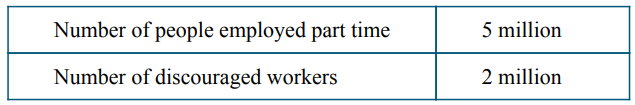 Number of people employed part time 5 million
Number of discouraged workers 2 million